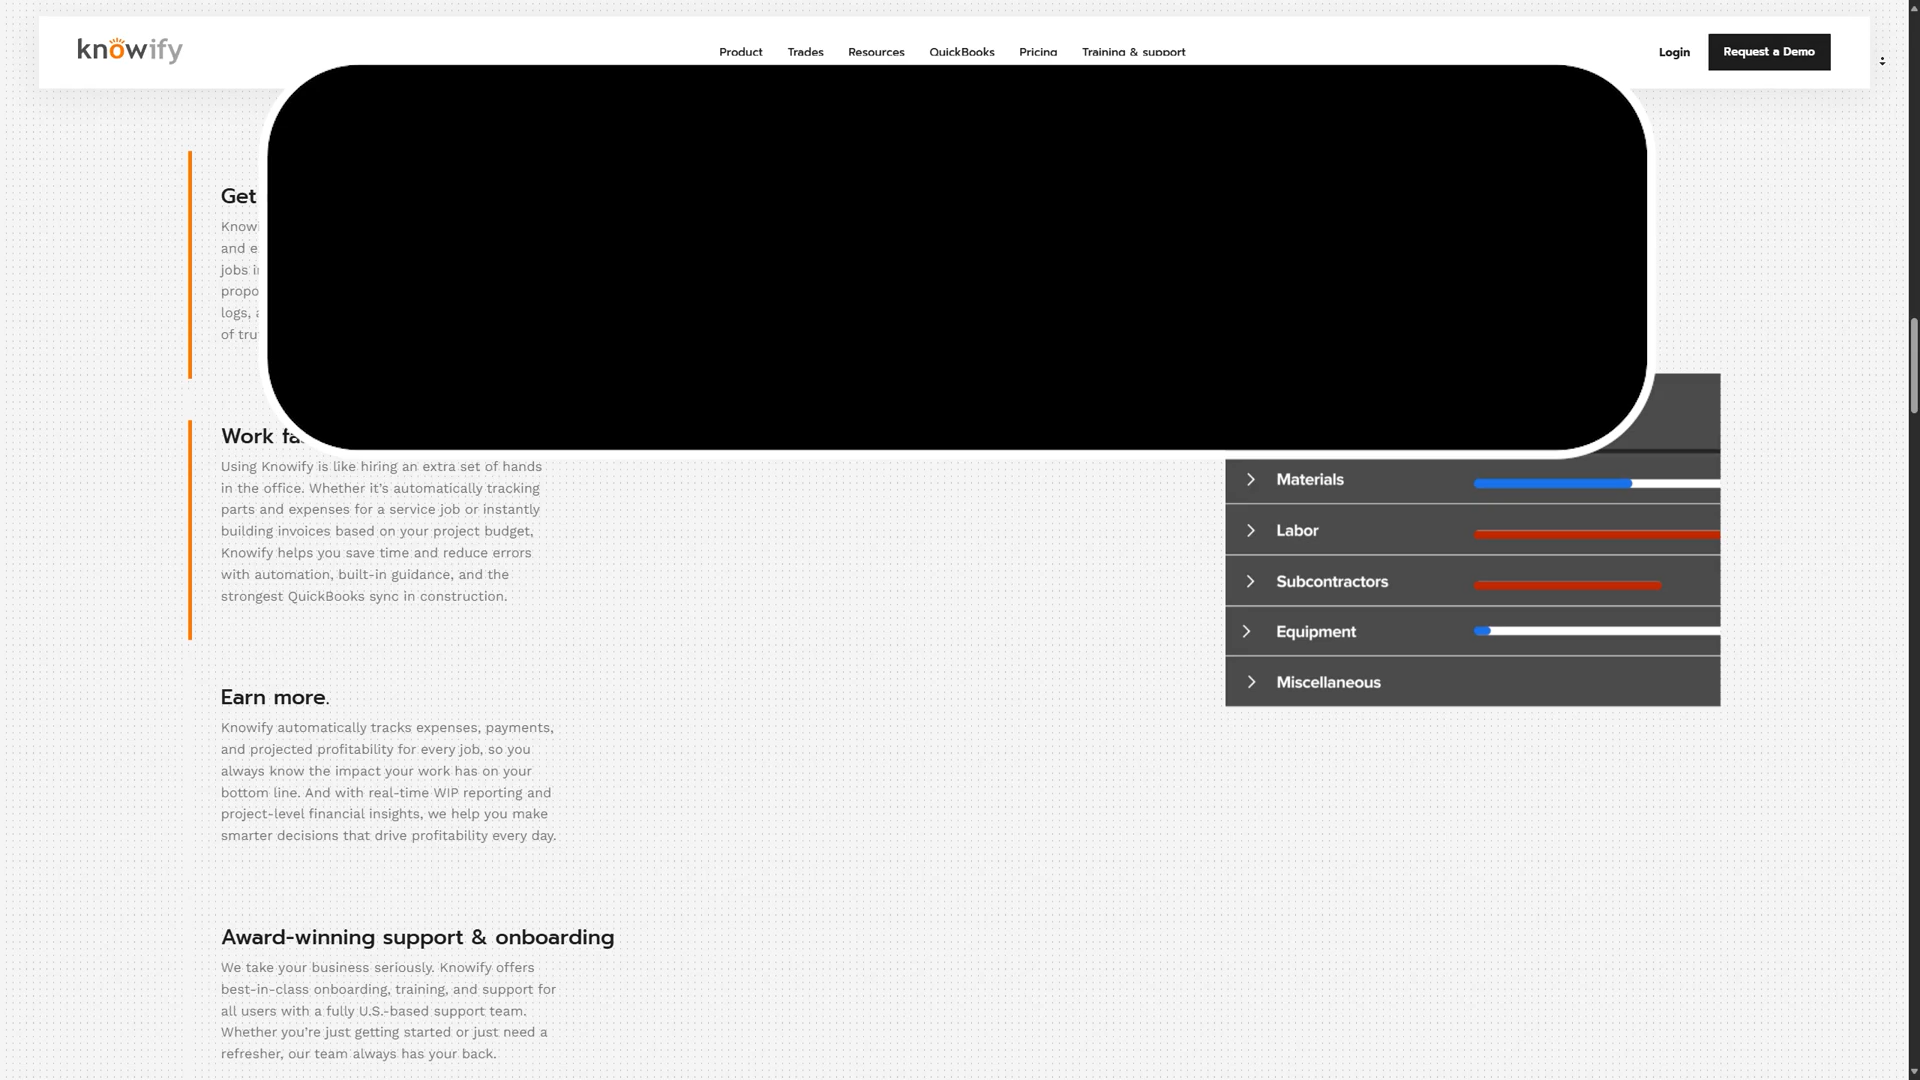 knowify
Product Trades Resources QuickBooks Pricing Training & support
Login Request a Demo
Get
and
jobs
logs,
of
Work
Using Knowify is like hiring an extra set of hands
in the office. Whether it’s automatically tracking
parts and expenses for a service job or instantly
building invoices based on your project budget,
Knowify helps you save time and reduce errors
with automation, built-in guidance, and the
strongest QuickBooks sync in construction.
Materials
Labor
Subcontractors
Equipment
Miscellaneous
Earn more.
Knowify automatically tracks expenses, payments,
and projected profitability for every job, so you
always know the impact your work has on your
bottom line. And with real-time WIP reporting and
project-level financial insights, we help you make
smarter decisions that drive profitability every day.
Award-winning support & onboarding
We take your business seriously. Knowify offers
best-in-class onboarding, training, and support for
all users with a fully U.S.-based support team.
Whether you’re just getting started or just need a
refresher, our team always has your back.